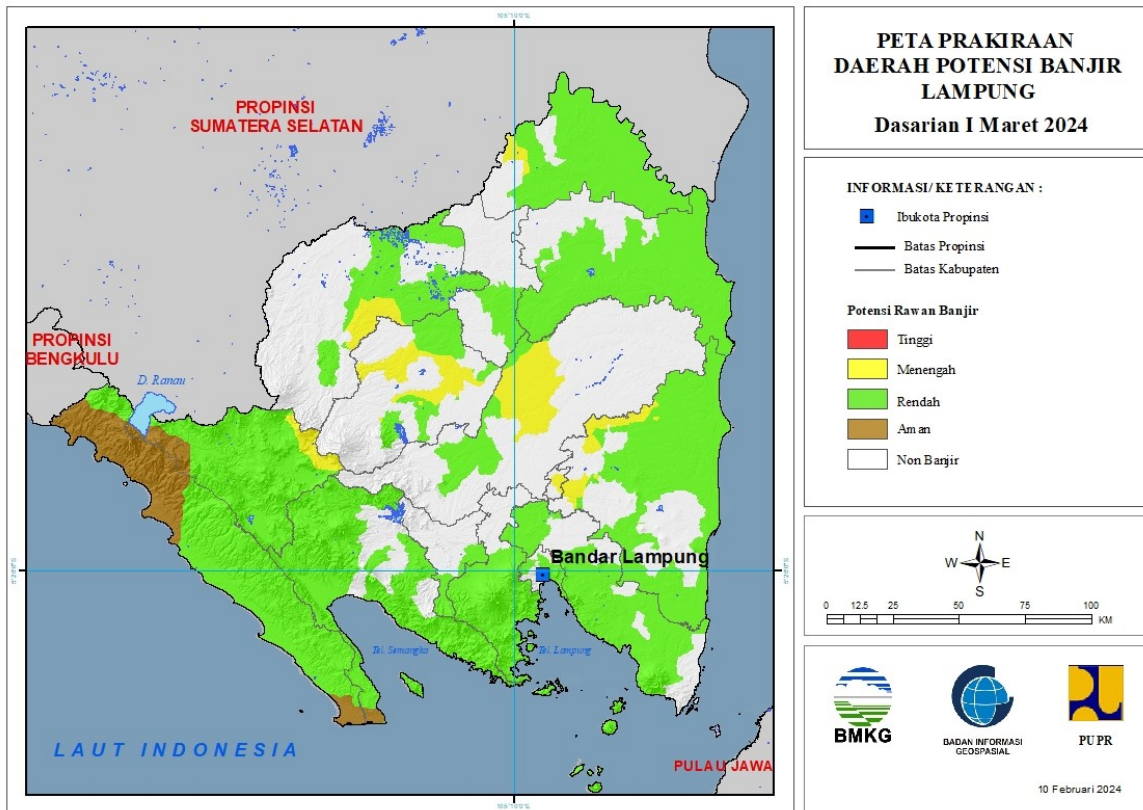 PETA PRAKIRAAN
DAERAH POTENSI BANJIR
LAMPUNG
Dasarian I Maret 2024
INFORMASI/ KETERANGAN :
Ibukota Propinsi
Batas Propinsi
Batas Kabupaten
Potensi Rawan Banjir
Tinggi
Menengah
Rendah
Aman
Non Banjir
N
W E
S
0 12.5 25 50 75 100
KM
BMKG
BADAN INFORMASI
GEOSPASIAL
PUPR
10 Februari 2024
PROPINSI
SUMATERA SELATAN
PROPINSI
BENGKULU
D. Ranau
Bandar Lampung
Tel. Semangka
Tel. Lampung
LAUT INDONESIA
PULAU JAWA